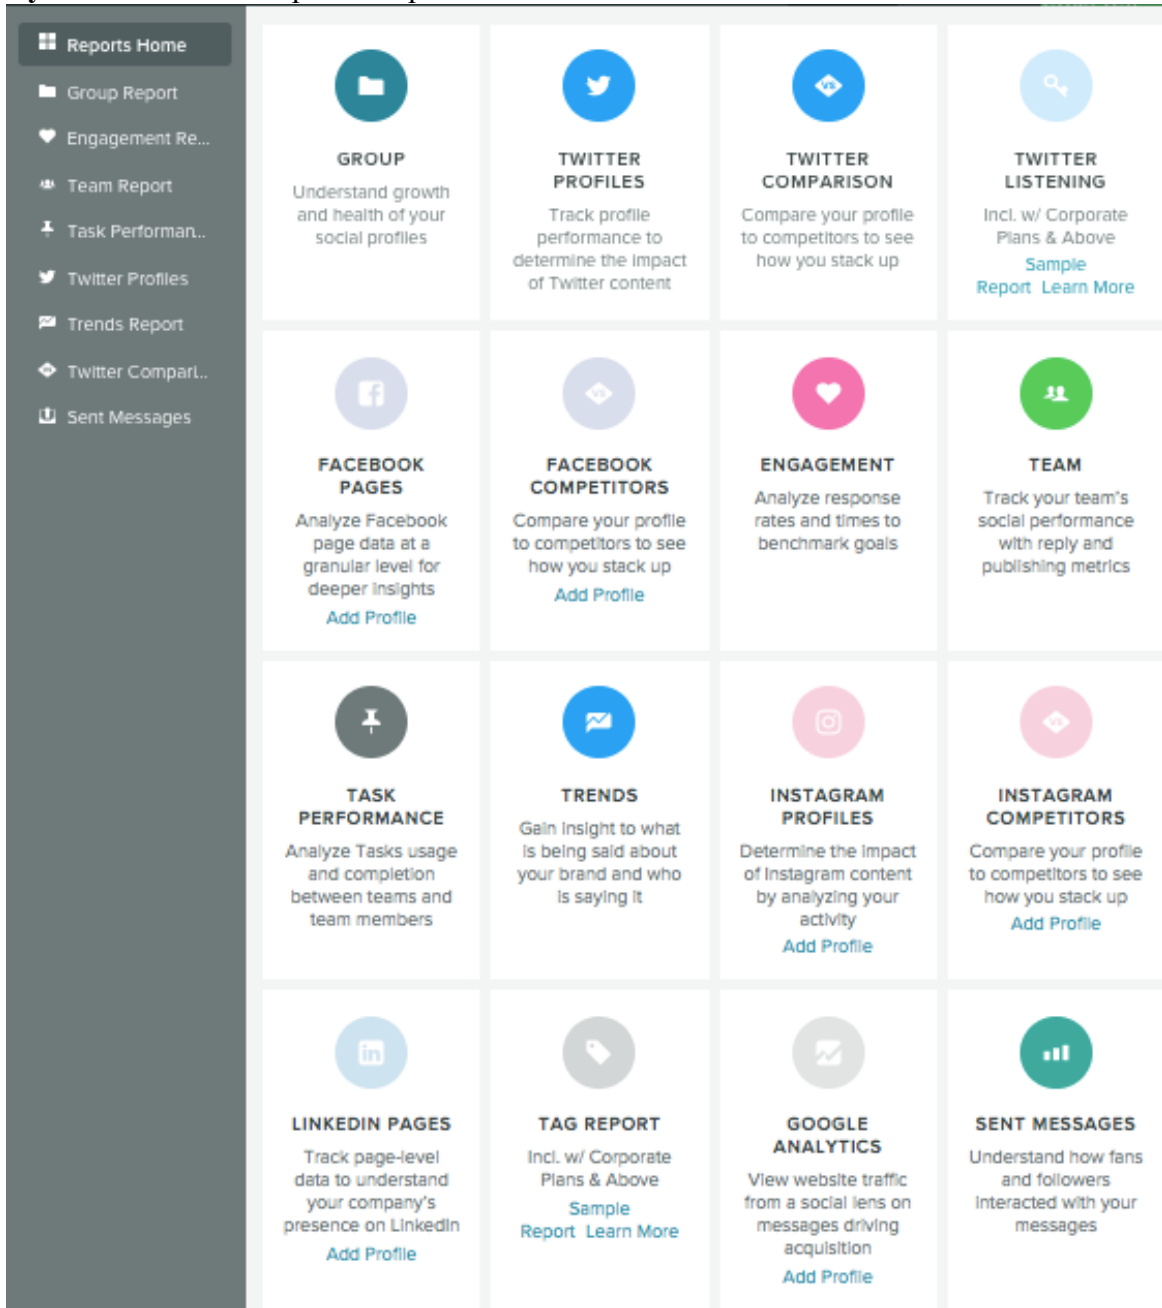 Reports Home
Group Report
Engagement Re...
Team Report
Task Performan...
Twitter Profiles
Trends Report
Twitter Compari...
Sent Messages
GROUP
Understand growth
and health of your
social profiles
TWITTER
PROFILES
Track profile
performance to
determine the impact
of Twitter content
VS
TWITTER
COMPARISON
Compare your profile
to competitors to see
how you stack up
TWITTER
LISTENING
Incl. w/ Corporate
Plans & Above
Sample
Report Learn More
FACEBOOK
PAGES
Analyze Facebook
page data at a
granular level for
deeper insights
Add Profile
VS
FACEBOOK
COMPETITORS
Compare your profile
to competitors to see
how you stack up
Add Profile
ENGAGEMENT
Analyze response
rates and times to
benchmark goals
TEAM
Track your team's
social performance
with reply and
publishing metrics
TASK
PERFORMANCE
Analyze Tasks usage
and completion
between teams and
team members
TRENDS
Gain insight to what
is being said about
your brand and who
is saying it
INSTAGRAM
PROFILES
Determine the impact
of Instagram content
by analyzing your
activity
Add Profile
VS
INSTAGRAM
COMPETITORS
Compare your profile
to competitors to see
how you stack up
Add Profile
in
LINKEDIN PAGES
Track page-level
data to understand
your company's
presence on LinkedIn
Add Profile
TAG REPORT
Incl. w/ Corporate
Plans & Above
Sample
Report Learn More
GOOGLE
ANALYTICS
View website traffic
from a social lens on
messages driving
acquisition
Add Profile
SENT MESSAGES
Understand how fans
and followers
interacted with your
messages